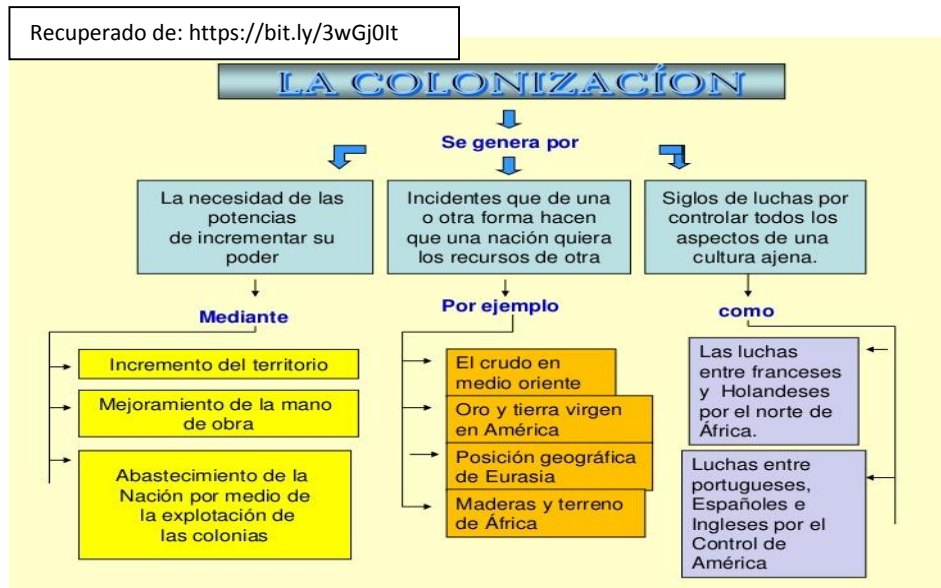 Recuperado de: https://bit.ly/3wGj0It
LA COLONIZACÍON
Se genera por
La necesidad de las
potencias
de incrementar su
poder
Mediante
Incremento del territorio
Mejoramiento de la mano
de obra
Abastecimiento de la
Nación por medio de
la explotación de
las colonias
Incidentes que de una
o otra forma hacen
que una nación quiera
los recursos de otra
Por ejemplo
El crudo en
medio oriente
Oro y tierra virgen
en América
Posición geográfica
de Eurasia
Maderas y terreno
de África
Siglos de luchas por
controlar todos los
aspectos de una
cultura ajena.
como
Las luchas
entre franceses
y Holandeses
por el norte de
África.
Luchas entre
portugueses,
Españoles e
Ingleses por el
Control de
América